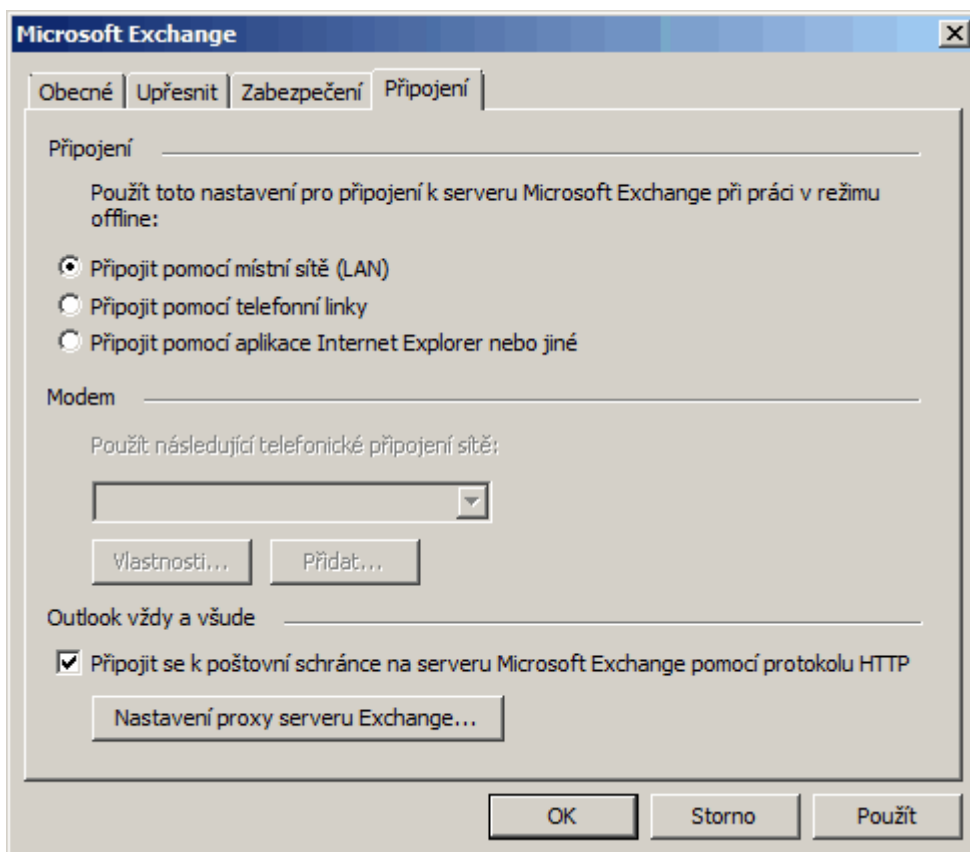 Microsoft Exchange
Obecné
Upřesnit
Zabezpečení
Připojení
Připojení
Použít toto nastavení pro připojení k serveru Microsoft Exchange při práci v režimu
offline:
Připojit pomocí místní sítě (LAN)
Připojit pomocí telefonní linky
Připojit pomocí aplikace Internet Explorer nebo jiné
Modem
Použít následující telefonické připojení sítě:
Vlastnosti...
Přidat...
Outlook vždy a všude
Připojit se k poštovní schránce na serveru Microsoft Exchange pomocí protokolu HTTP
Nastavení proxy serveru Exchange...
OK
Storno
Použít